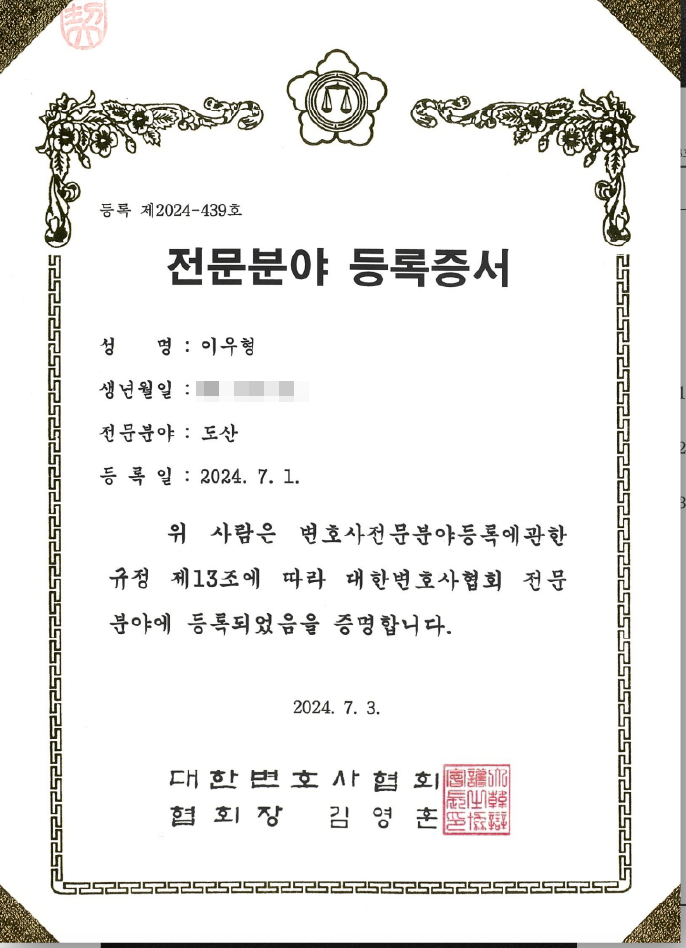 등록 제2024-439호
전문분야 등록증서
성 명 : 이우형
생년월일 :
전문분야 : 도산
등 록 일 : 2024. 7. 1.
위 사람은 변호사전문분야등록에관한
규정 제13조에 따라 대한변호사협회 전문
분야에 등록되었음을 증명합니다.
2024. 7. 3.
대한변호사협회
협회장 김영훈